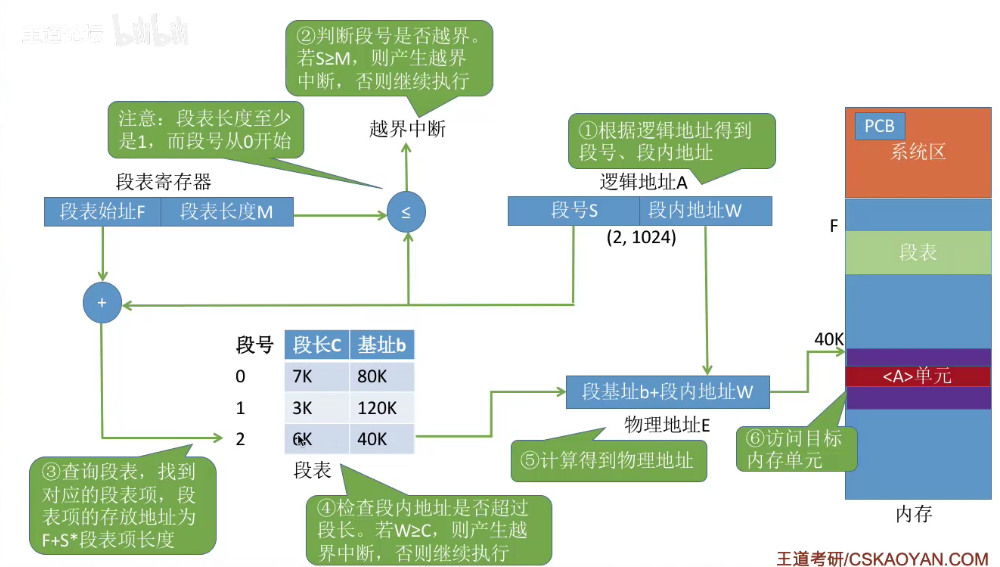 王道论坛 bilibili
②判断段号是否越界。
若S≥M，则产生越界
中断，否则继续执行
注意：段表长度至少
是1，而段号从0开始
越界中断
①根据逻辑地址得到
段号、段内地址
PCB
系统区
段表寄存器
逻辑地址A
段表始址F 段表长度M
≤
段号S 段内地址W
(2, 1024)
F
段表
+
段号 段长C 基址b
0 7K 80K
1 3K 120K
2 6K 40K
段表
40K
<A>单元
段基址b+段内地址W
物理地址E
③查询段表，找到
对应的段表项，段
表项的存放地址为
F+S*段表项长度
④检查段内地址是否超过
段长。若W≥C，则产生越
界中断，否则继续执行
⑤计算得到物理地址
⑥访问目标
内存单元
内存
王道考研/CSKAOYAN.COM